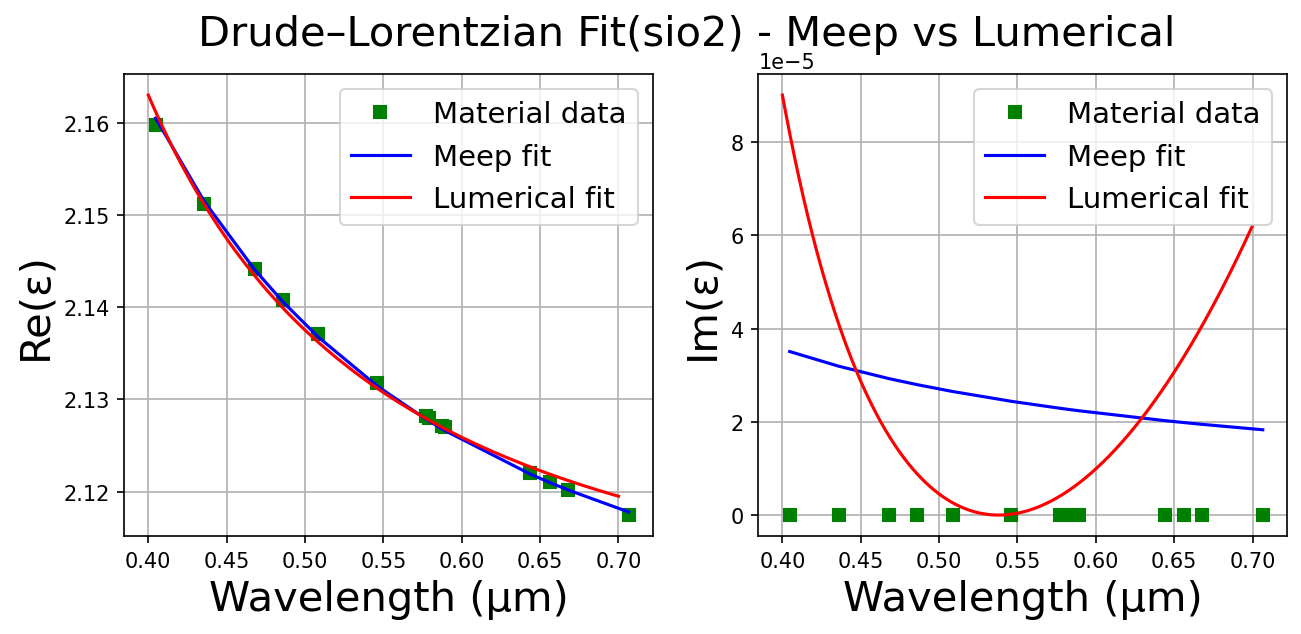 Drude–Lorentzian Fit(sio2) - Meep vs Lumerical
Re(ε)
2.16
2.15
2.14
2.13
2.12
Material data
Meep fit
Lumerical fit
0.40 0.45 0.50 0.55 0.60 0.65 0.70
Wavelength (μm)
1e−5
Im(ε)
8
6
4
2
0
Material data
Meep fit
Lumerical fit
0.40 0.45 0.50 0.55 0.60 0.65 0.70
Wavelength (μm)